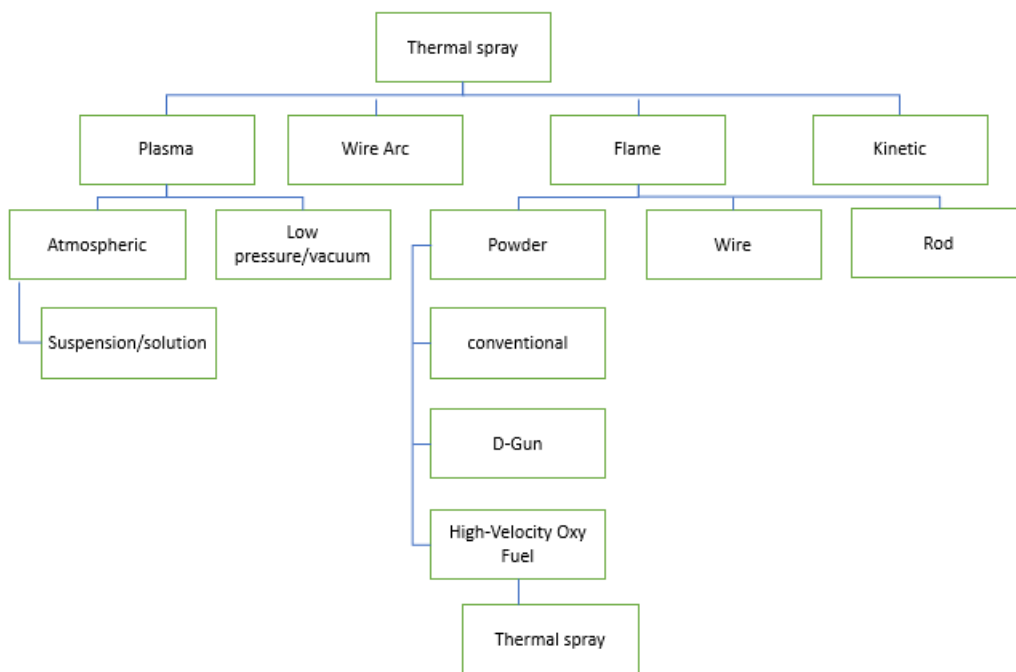 Thermal spray
Plasma
Wire Arc
Flame
Kinetic
Atmospheric
Low
pressure/vacuum
Powder
Wire
Rod
Suspension/solution
conventional
D-Gun
High-Velocity Oxy
Fuel
Thermal spray